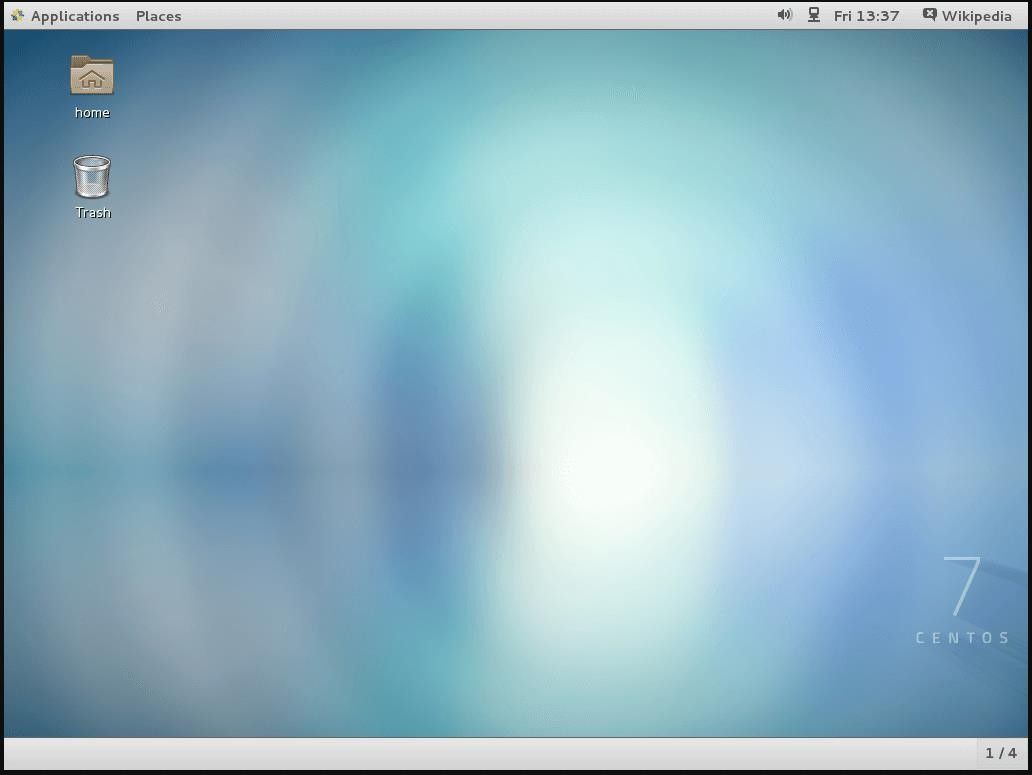 Applications Places Fri 13:37 Wikipedia
home
Trash
7
CENTOS
1 / 4